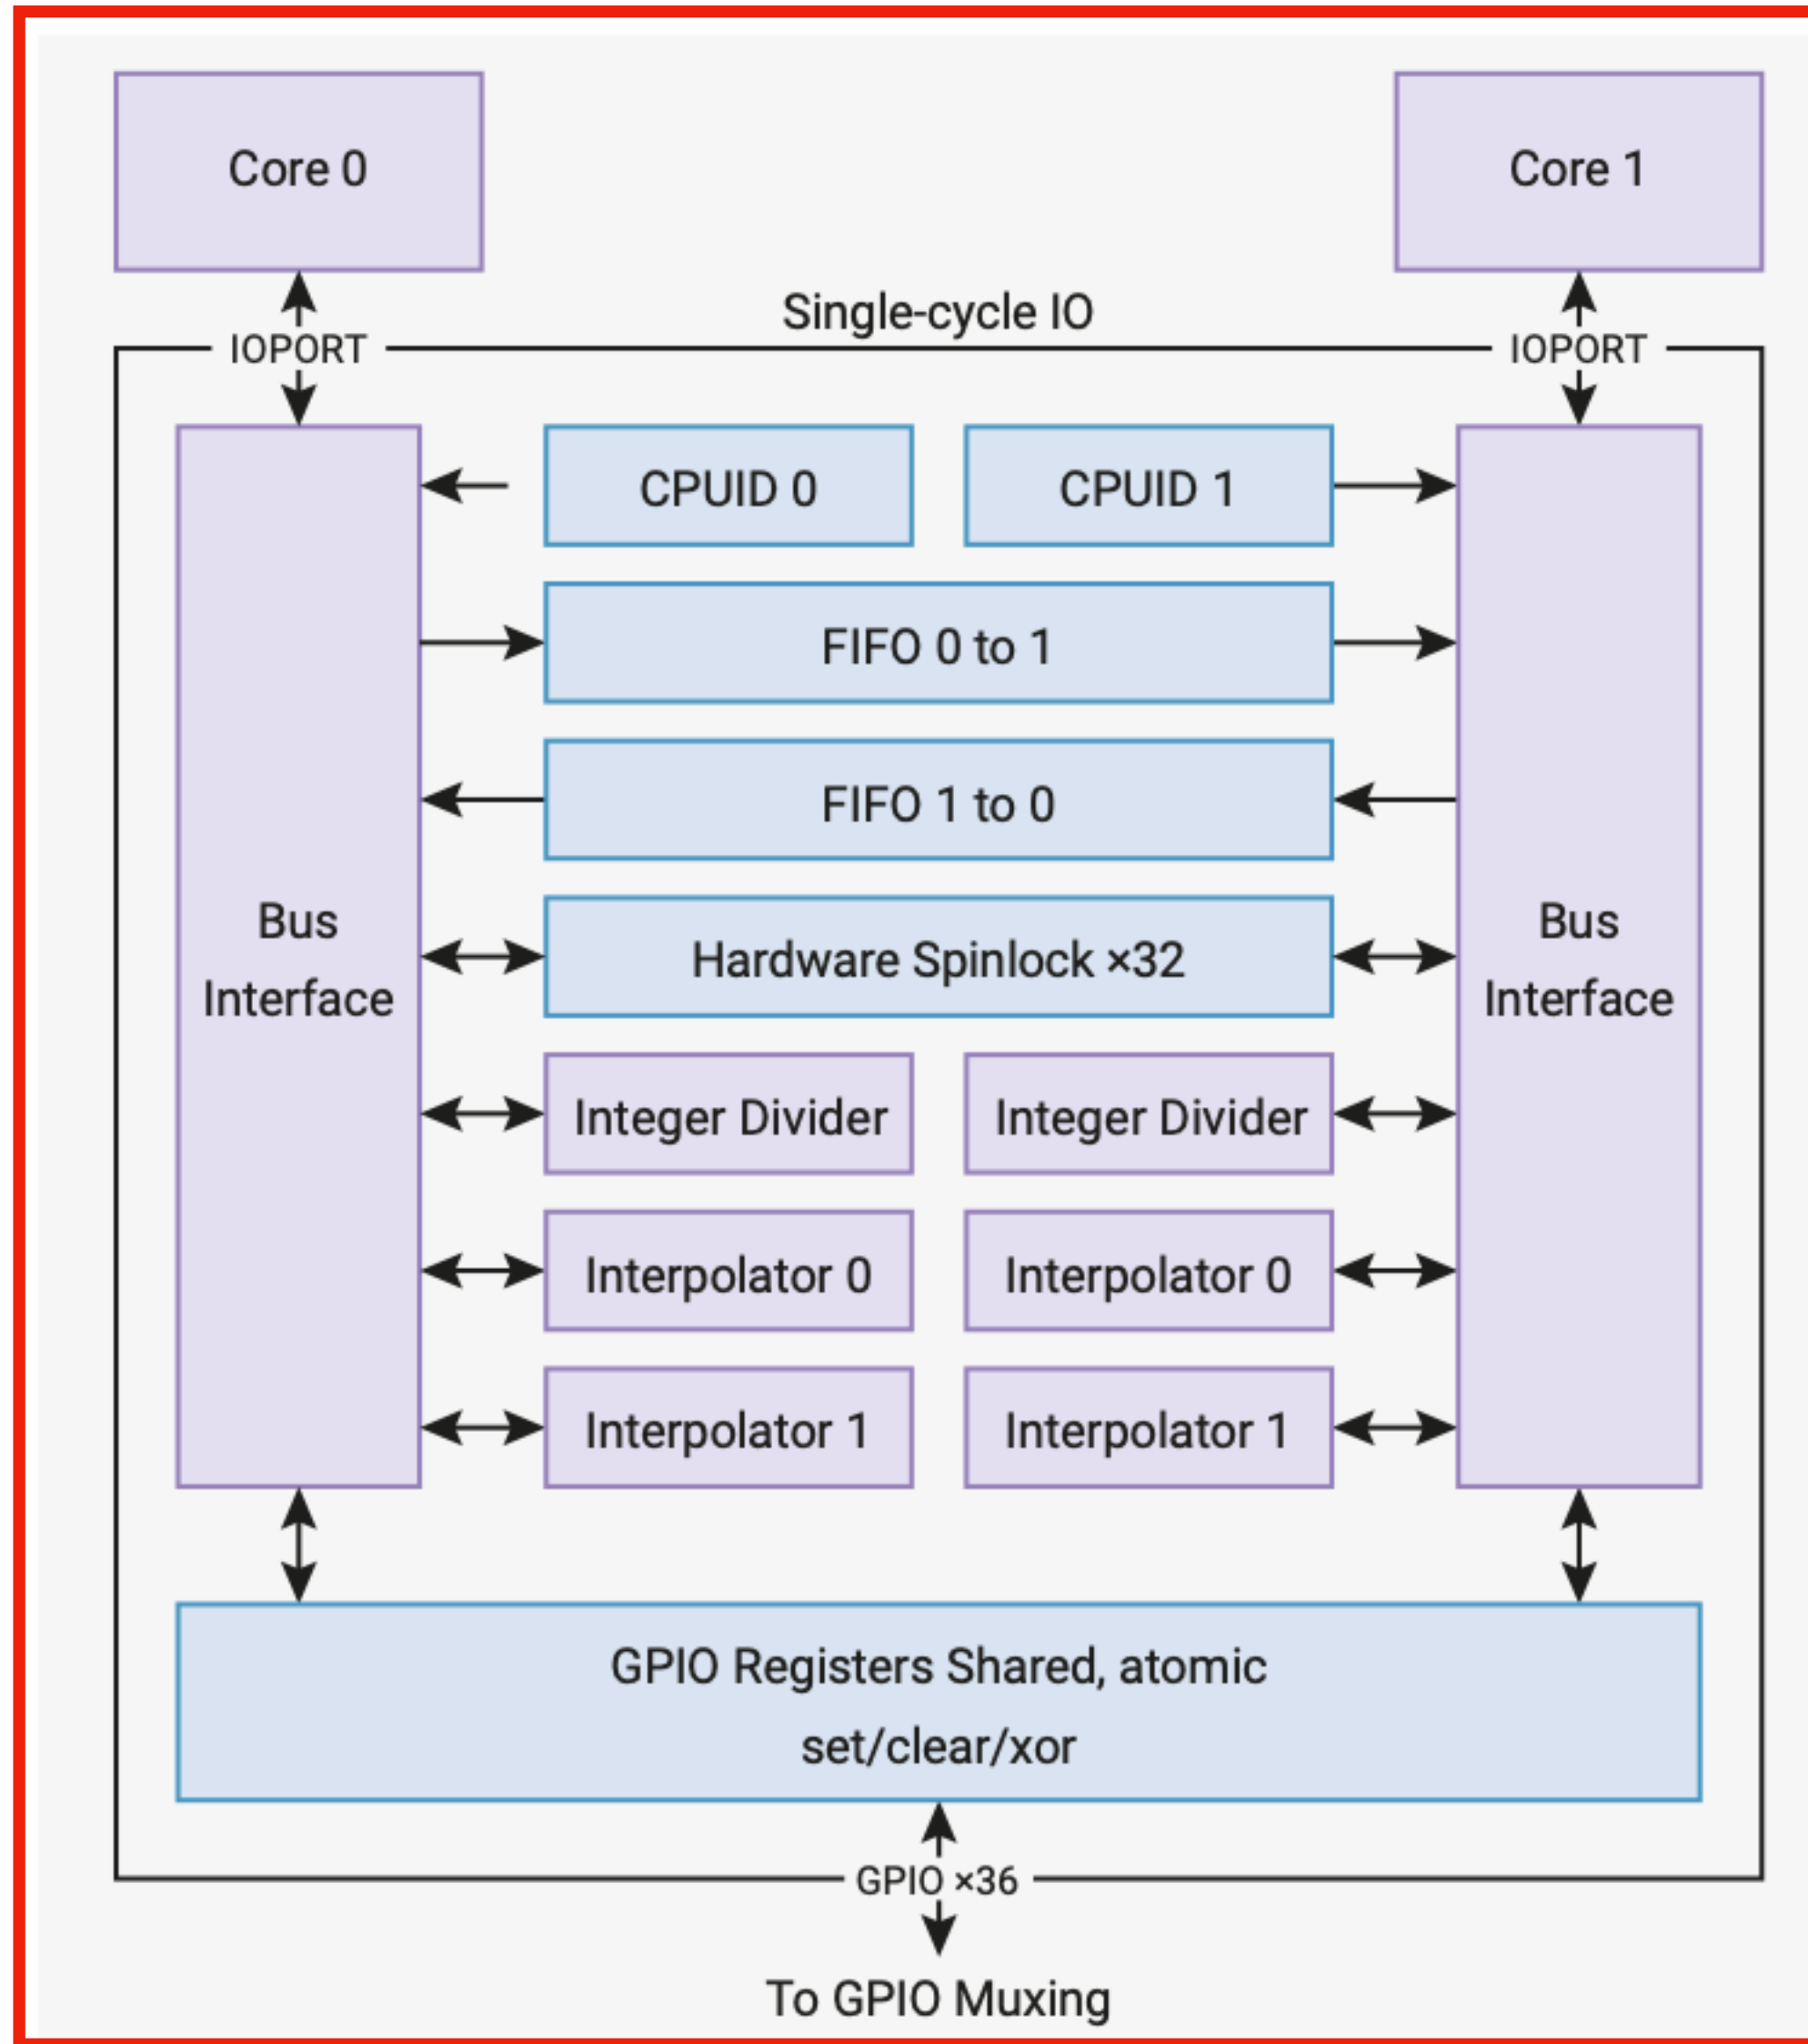 Core 0
Core 1
Single-cycle IO
IOPORT
IOPORT
CPUID 0
CPUID 1
FIFO 0 to 1
FIFO 1 to 0
Bus
Interface
Bus
Interface
Hardware Spinlock ×32
Integer Divider
Integer Divider
Interpolator 0
Interpolator 0
Interpolator 1
Interpolator 1
GPIO Registers Shared, atomic
set/clear/xor
GPIO ×36
To GPIO Muxing